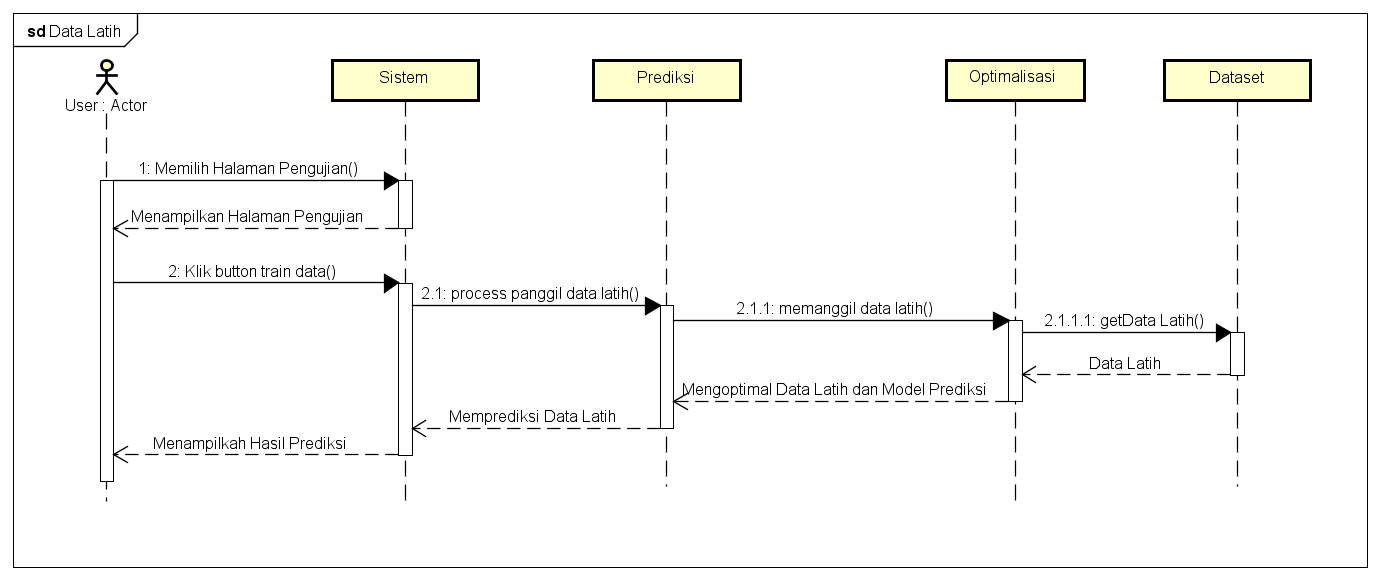 sd Data Latih
User : Actor
Sistem
Prediksi
Optimalisasi
Dataset
1: Memilih Halaman Pengujian()
Menampilkan Halaman Pengujian
2: Klik button train data()
2.1: process panggil data latih()
2.1.1: memanggil data latih()
2.1.1.1: getData Latih()
Data Latih
Mengoptimal Data Latih dan Model Prediksi
Memprediksi Data Latih
Menampilkah Hasil Prediksi